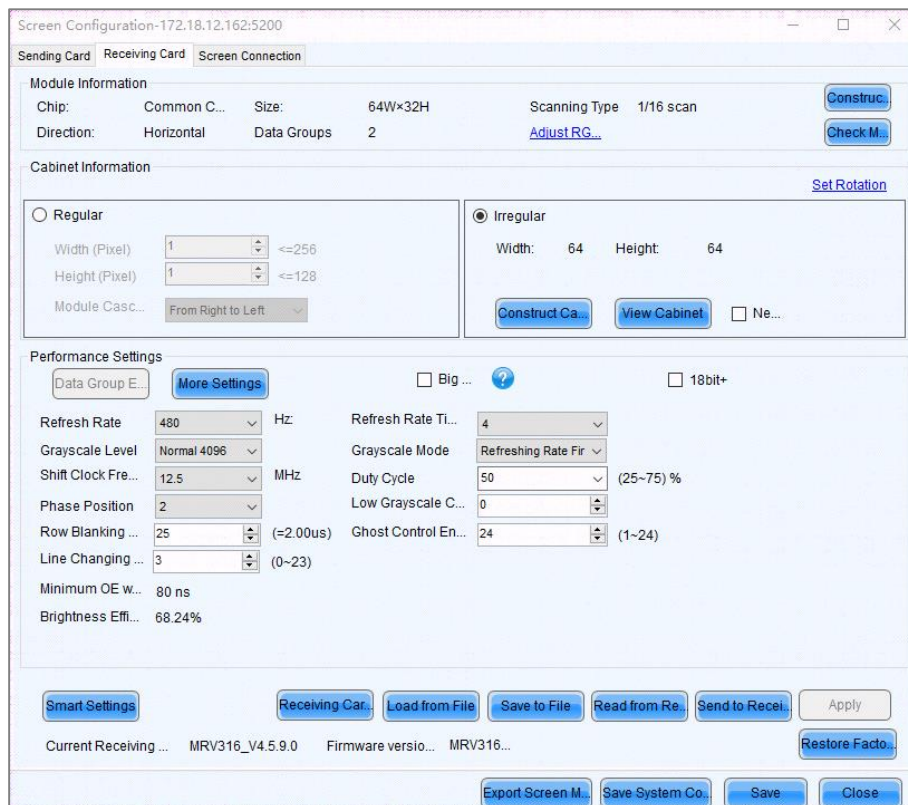 Screen Configuration-172.18.12.162:5200
Sending Card Receiving Card Screen Connection
Module Information
Chip: Common C... Size: 64W×32H Scanning Type 1/16 scan Construc...
Direction: Horizontal Data Groups 2 Adjust RG... Check M...
Cabinet Information
Set Rotation
Regular Irregular
Width (Pixel) 1 <=256 Width: 64 Height: 64
Height (Pixel) 1 <=128
Module Casc... From Right to Left Construct Ca... View Cabinet Ne...
Performance Settings
Data Group E... More Settings Big ... ? 18bit+
Refresh Rate 480 Hz: Refresh Rate Ti... 4
Grayscale Level Normal 4096 Grayscale Mode Refreshing Rate Fir
Shift Clock Fre... 12.5 MHz Duty Cycle 50 (25~75) %
Phase Position 2 Low Grayscale C... 0
Row Blanking ... 25 (=2.00us) Ghost Control En... 24 (1~24)
Line Changing ... 3 (0~23)
Minimum OE w... 80 ns
Brightness Effi... 68.24%
Smart Settings Receiving Car... Load from File Save to File Read from Re... Send to Recei... Apply
Current Receiving ... MRV316_V4.5.9.0 Firmware versio... MRV316... Restore Facto...
Export Screen M... Save System Co... Save Close